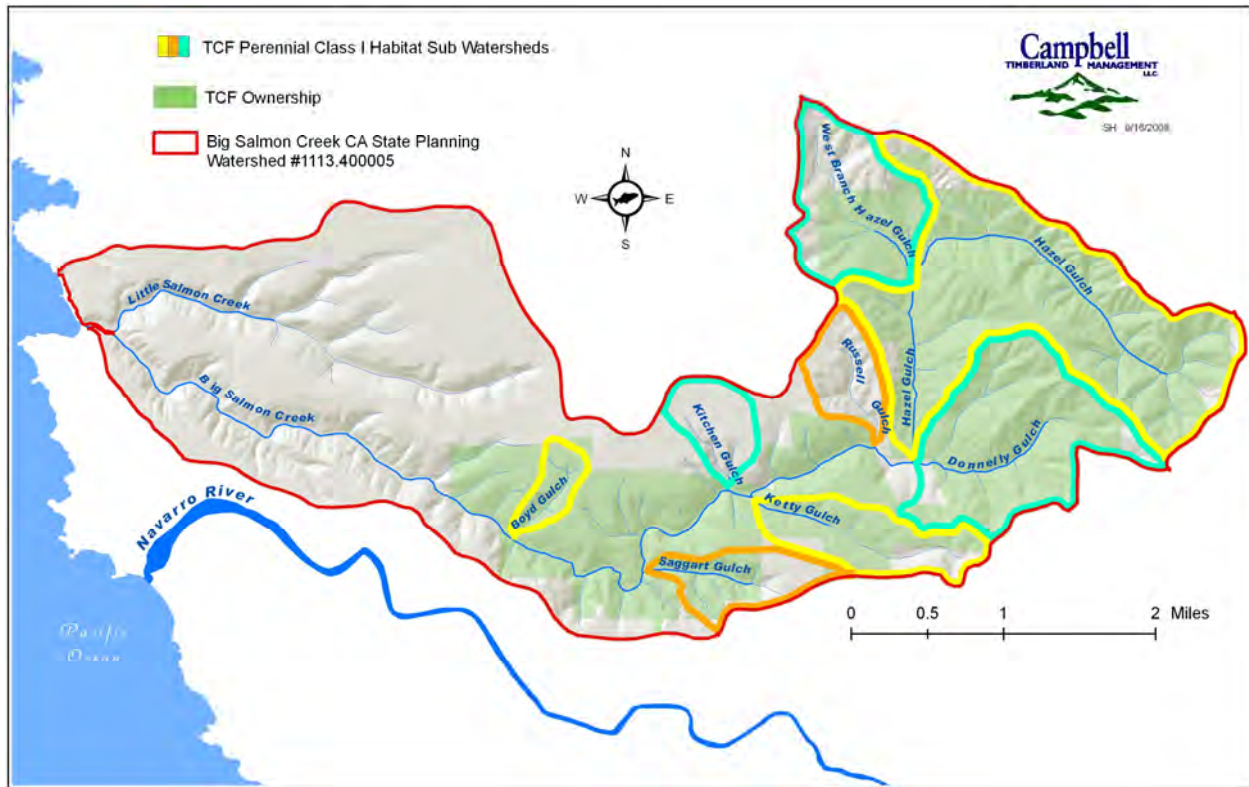 TCF Perennial Class I Habitat Sub Watersheds
TCF Ownership
Big Salmon Creek CA State Planning
Watershed #1113.400005
Campbell
TIMBERLAND MANAGEMENT
LLC
SH 9/16/2008
N
W
E
S
West Branch Hazel Gulch
Hazel Gulch
Little Salmon Creek
Big Salmon Creek
Russell Gulch
Hazel Gulch
Kitchen Gulch
Donnelly Gulch
Boyd Gulch
Ketty Gulch
Saggart Gulch
Navarro River
Pacific
Ocean
0 0.5 1 2 Miles